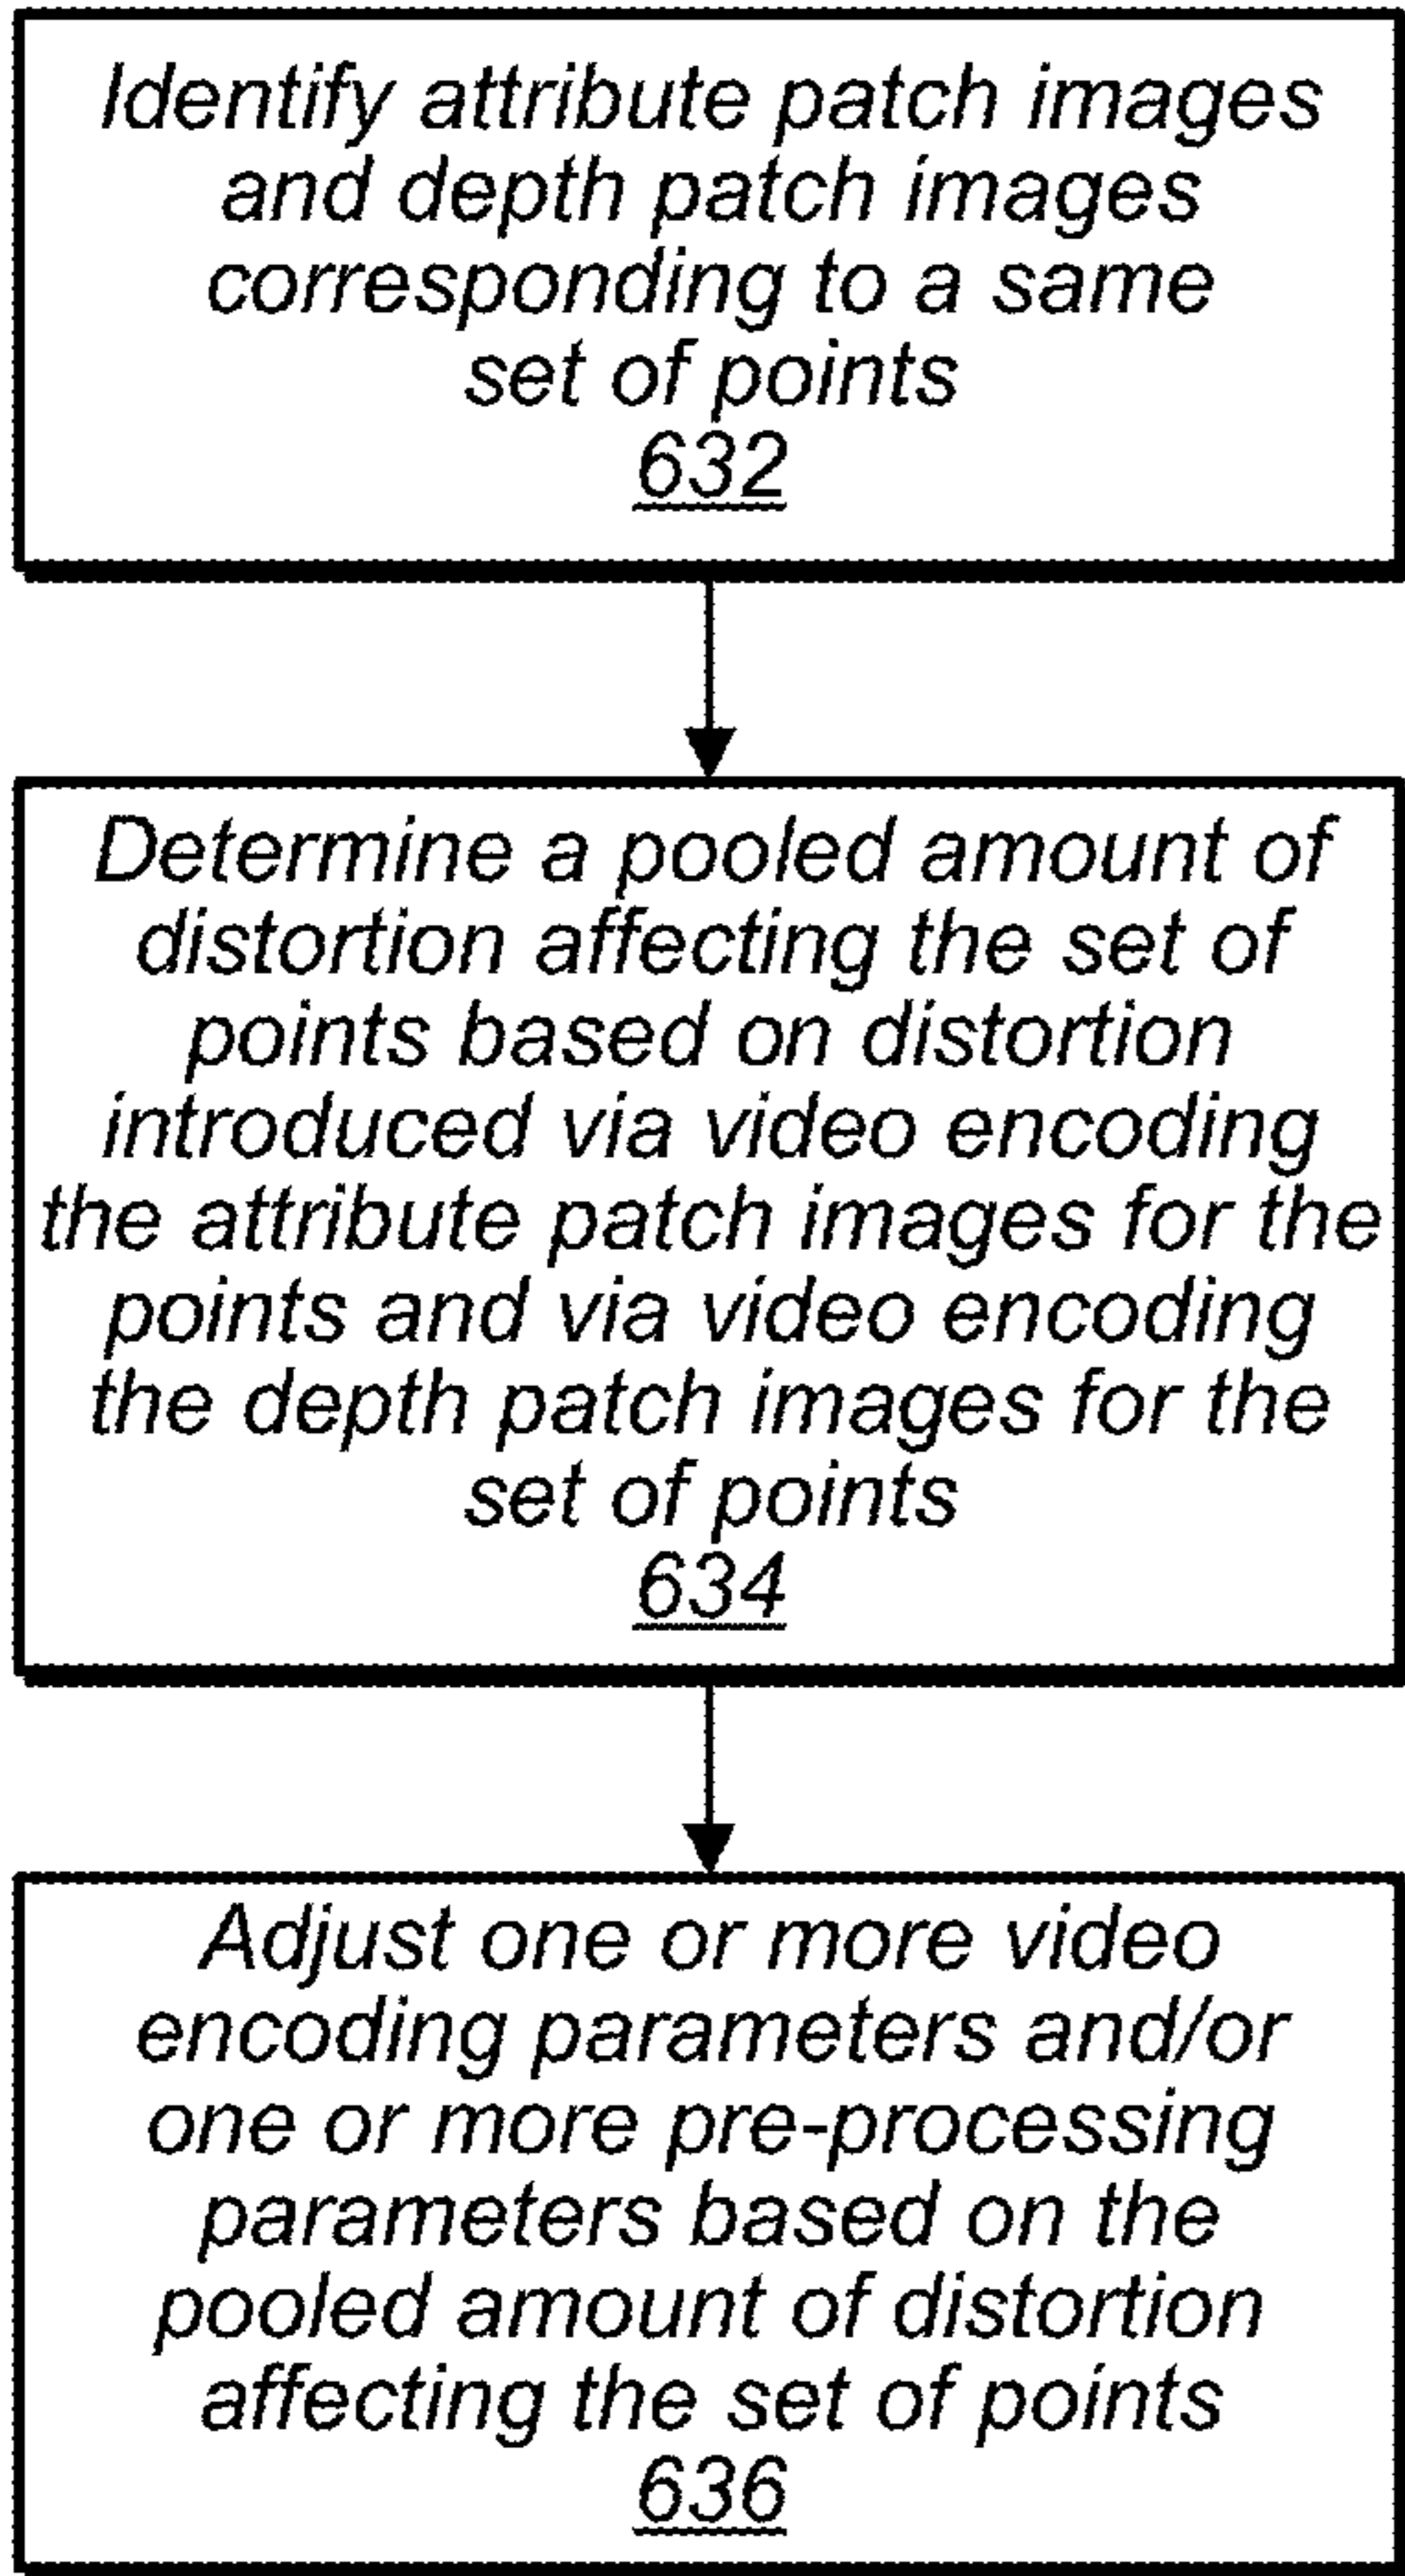 Identify attribute patch images
and depth patch images
corresponding to a same
set of points
632
Determine a pooled amount of
distortion affecting the set of
points based on distortion
introduced via video encoding
the attribute patch images for the
points and via video encoding
the depth patch images for the
set of points
634
Adjust one or more video
encoding parameters and/or
one or more pre-processing
parameters based on the
pooled amount of distortion
affecting the set of points
636